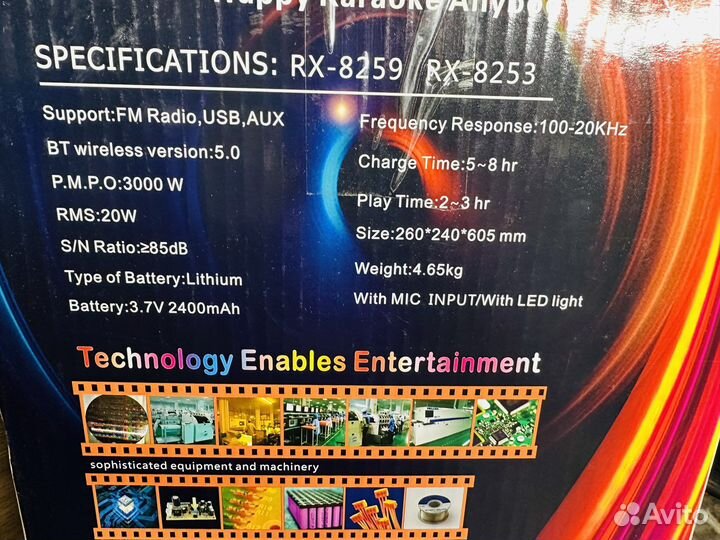 Happy Karaoke Anybody
SPECIFICATIONS: RX-8259 RX-8253
Support:FM Radio,USB,AUX
BT wireless version:5.0
P.M.P.O:3000 W
RMS:20W
S/N Ratio:≥85dB
Type of Battery:Lithium
Battery:3.7V 2400mAh
Frequency Response:100-20KHz
Charge Time:5~8 hr
Play Time:2~3 hr
Size:260*240*605 mm
Weight:4.65kg
With MIC INPUT/With LED light
Technology Enables Entertainment
sophisticated equipment and machinery
Avito